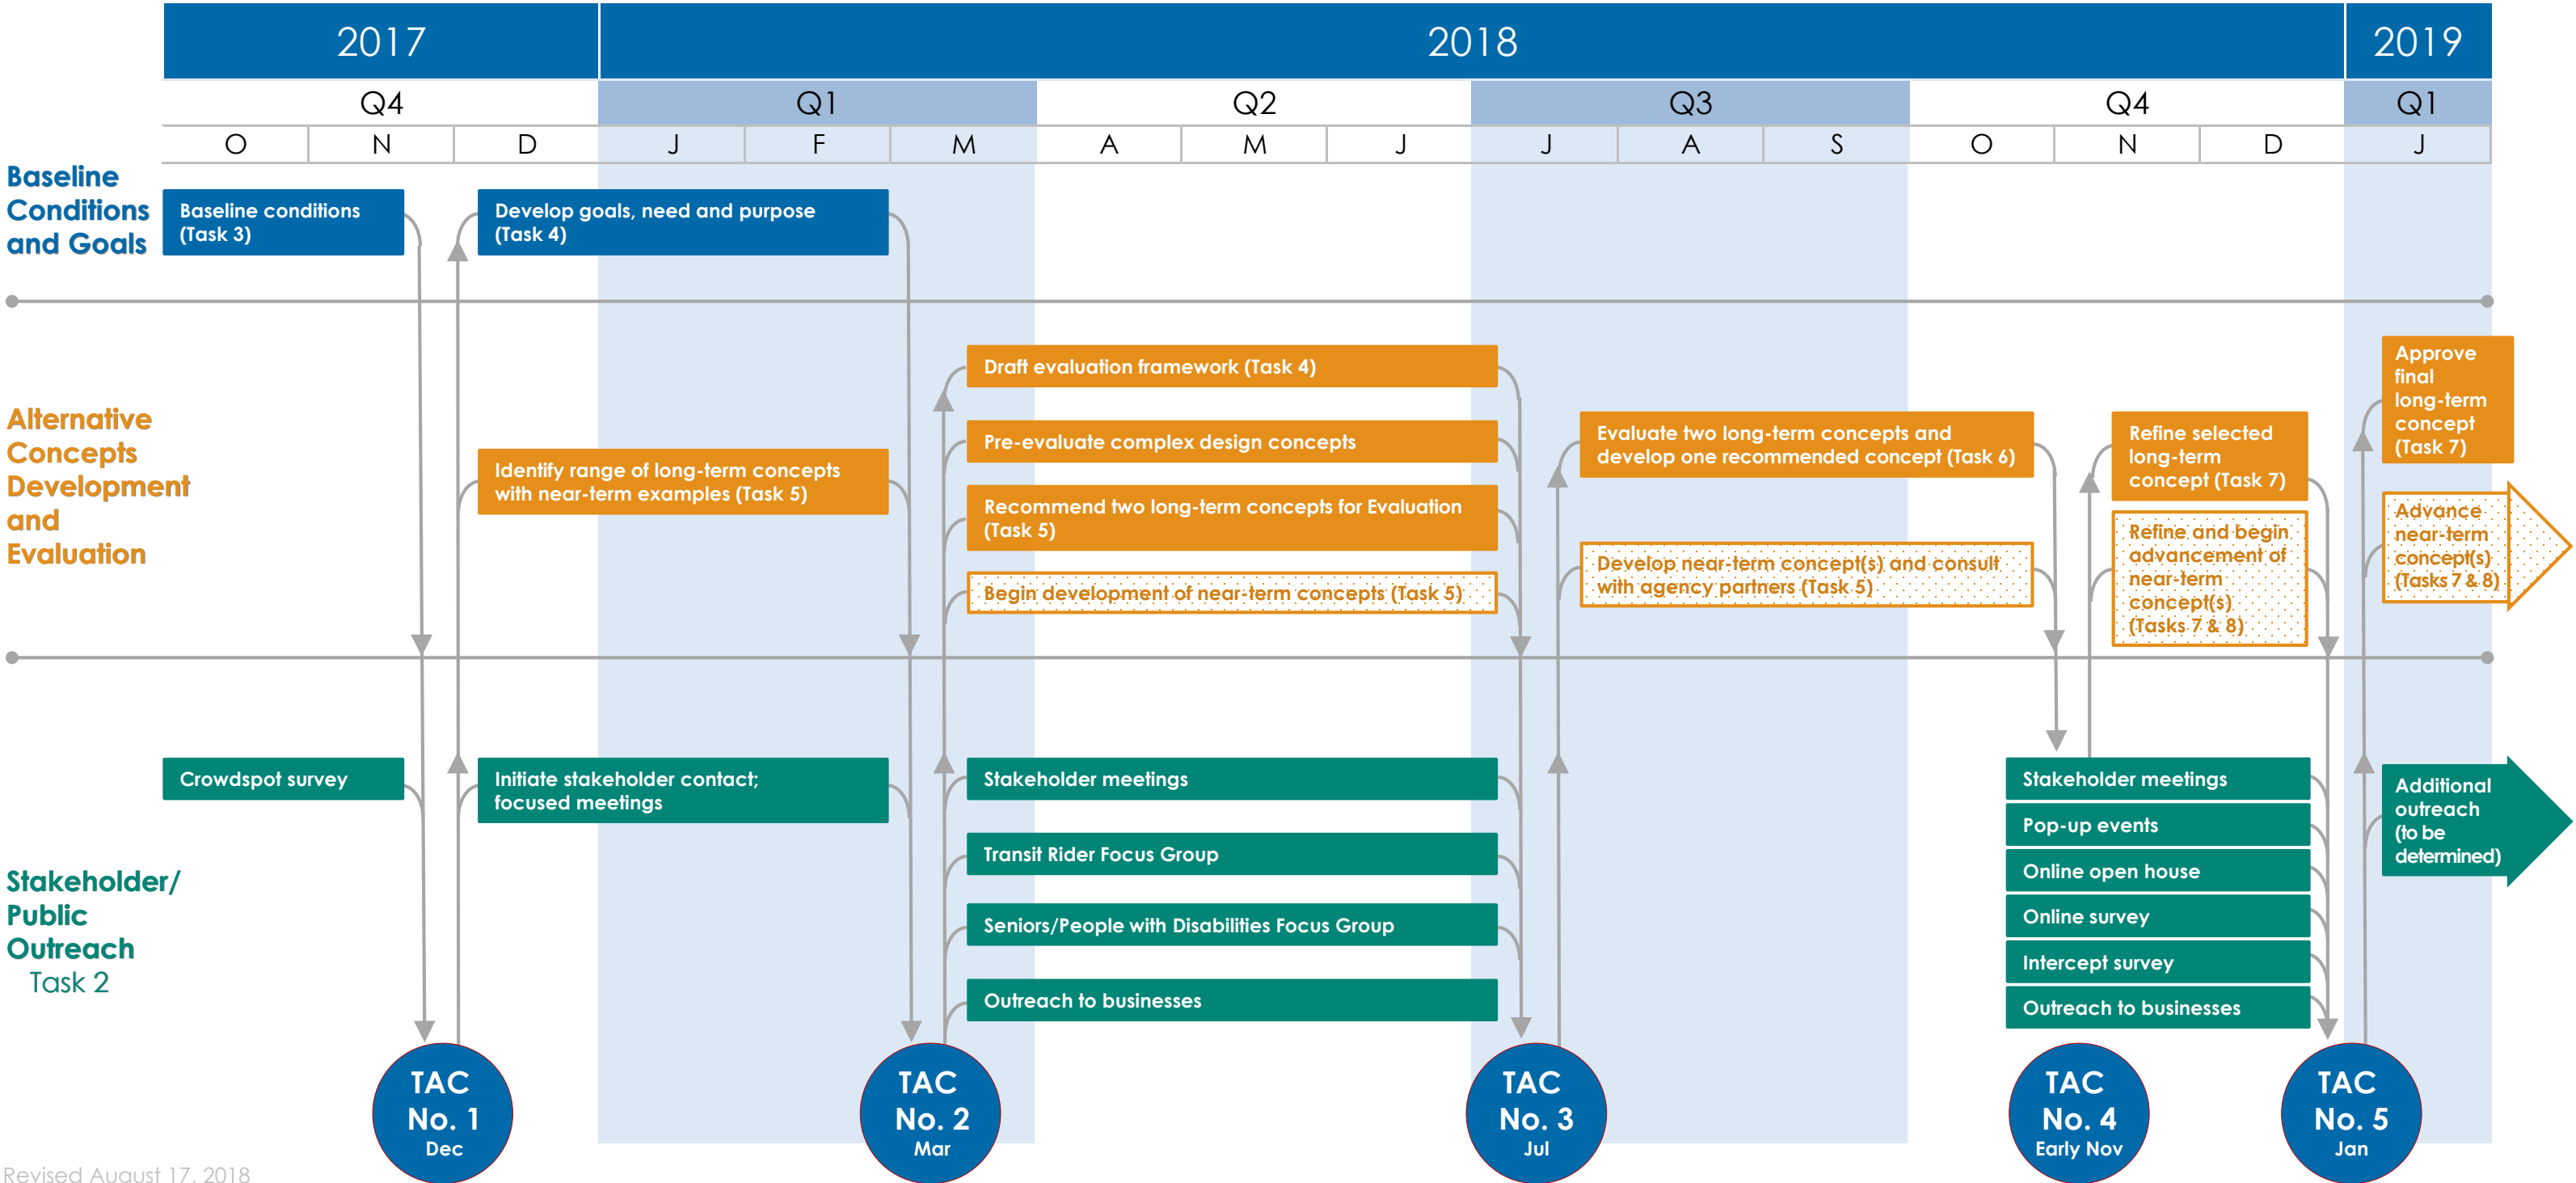 2017
2018
2019
Q4
Q1
Q2
Q3
Q4
Q1
O
N
D
J
F
M
A
M
J
J
A
S
O
N
D
J
Baseline
Conditions
and Goals
Baseline conditions
(Task 3)
Develop goals, need and purpose
(Task 4)
Alternative
Concepts
Development
and
Evaluation
Identify range of long-term concepts
with near-term examples (Task 5)
Draft evaluation framework (Task 4)
Pre-evaluate complex design concepts
Recommend two long-term concepts for Evaluation
(Task 5)
Begin development of near-term concepts (Task 5)
Evaluate two long-term concepts and
develop one recommended concept (Task 6)
Develop near-term concept(s) and consult
with agency partners (Task 5)
Refine selected
long-term
concept (Task 7)
Refine and begin
advancement of
near-term
concept(s)
(Tasks 7 & 8)
Approve
final
long-term
concept
(Task 7)
Advance
near-term
concept(s)
(Tasks 7 & 8)
Stakeholder/
Public
Outreach
Task 2
Crowdspot survey
Initiate stakeholder contact;
focused meetings
Stakeholder meetings
Transit Rider Focus Group
Seniors/People with Disabilities Focus Group
Outreach to businesses
Stakeholder meetings
Pop-up events
Online open house
Online survey
Intercept survey
Outreach to businesses
Additional
outreach
(to be
determined)
TAC
No. 1
Dec
TAC
No. 2
Mar
TAC
No. 3
Jul
TAC
No. 4
Early Nov
TAC
No. 5
Jan
Revised August 17, 2018